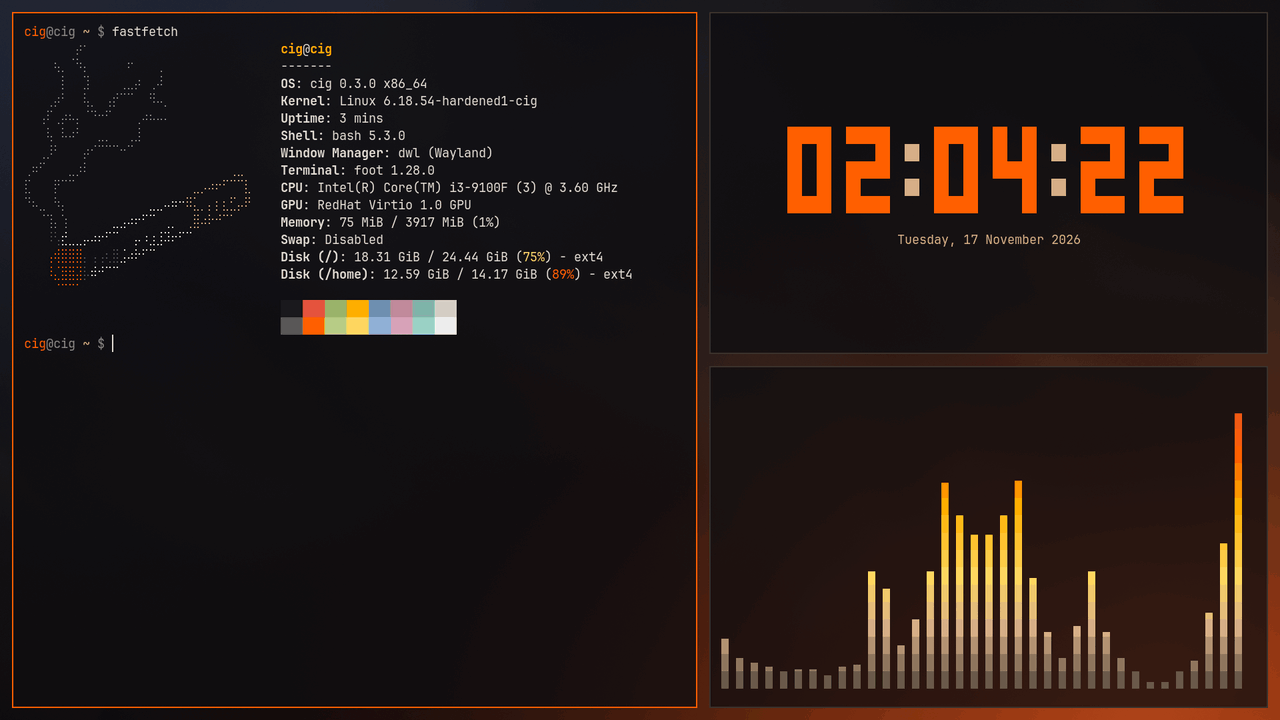 cig@cig ~ $ fastfetch
cig@cig
-------
OS: cig 0.3.0 x86_64
Kernel: Linux 6.18.54-hardened1-cig
Uptime: 3 mins
Shell: bash 5.3.0
Window Manager: dwl (Wayland)
Terminal: foot 1.28.0
CPU: Intel(R) Core(TM) i3-9100F (3) @ 3.60 GHz
GPU: RedHat Virtio 1.0 GPU
Memory: 75 MiB / 3917 MiB (1%)
Swap: Disabled
Disk (/): 18.31 GiB / 24.44 GiB (75%) - ext4
Disk (/home): 12.59 GiB / 14.17 GiB (89%) - ext4
cig@cig ~ $
02:04:22
Tuesday, 17 November 2026